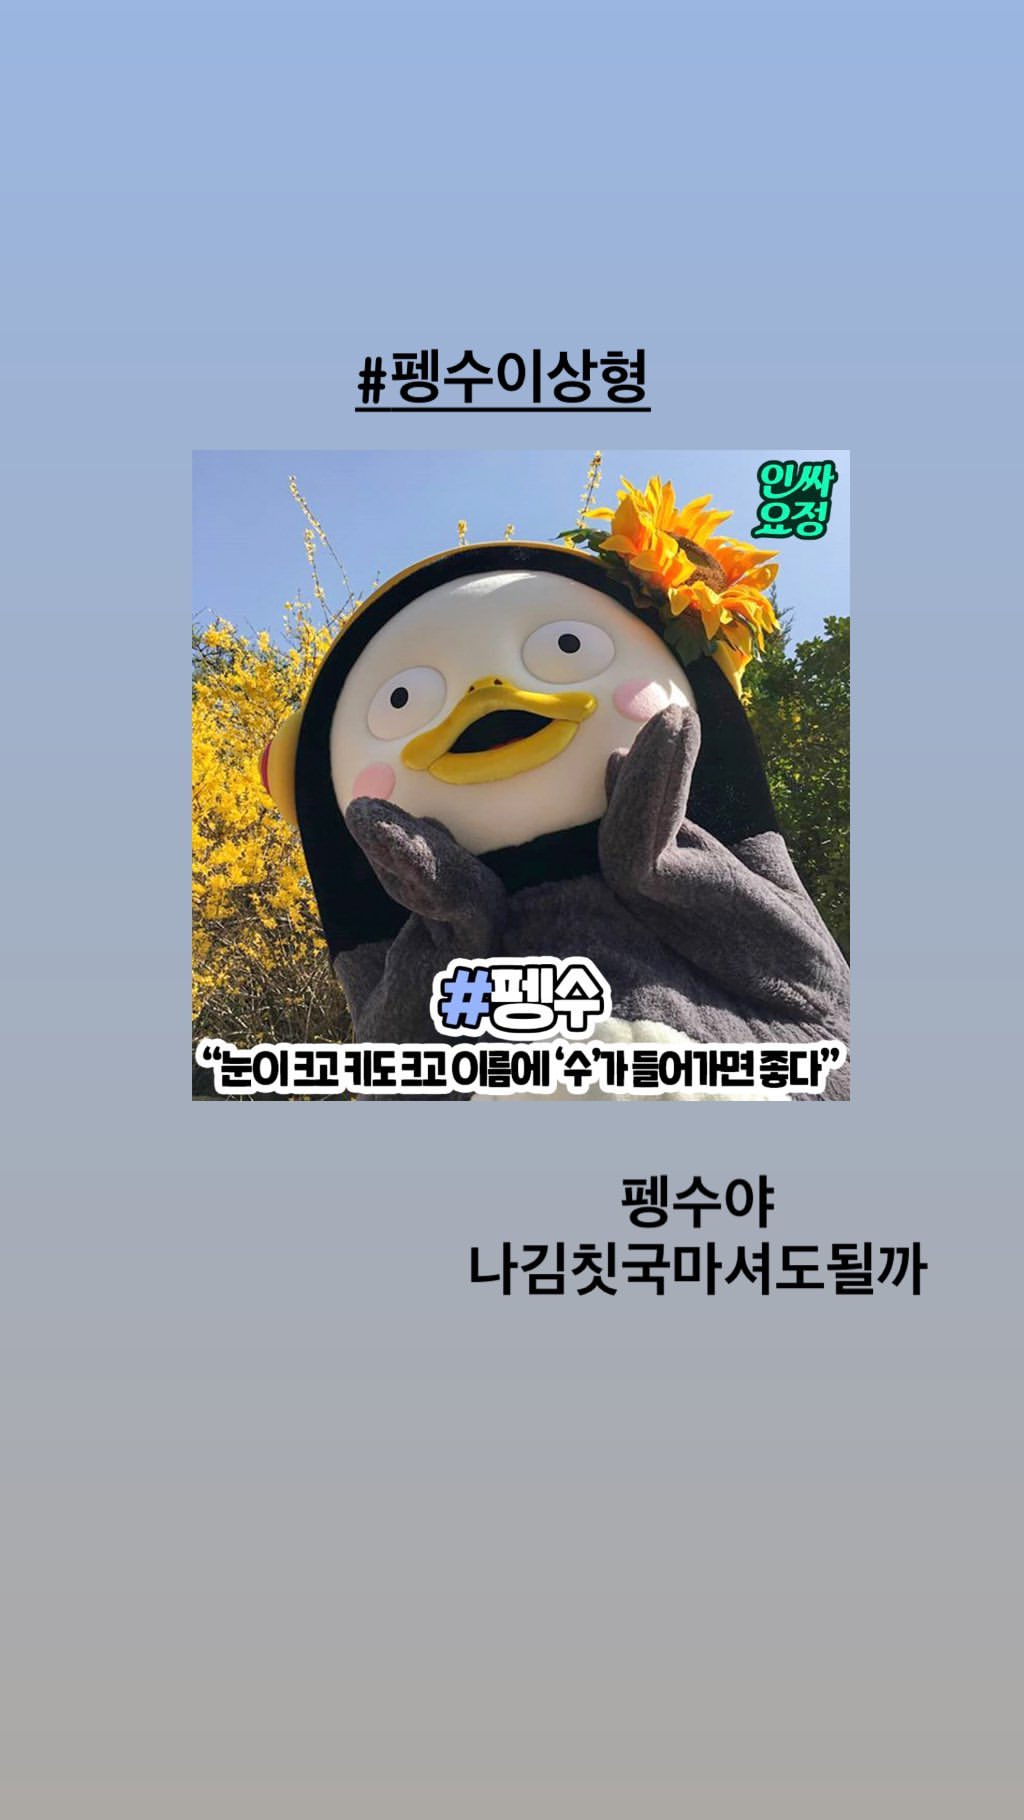 #펭수이상형
인싸
요정
#펭수
“눈이 크고 키도 크고 이름에 ‘수’가 들어가면 좋다”
펭수야
나김칫국마셔도될까